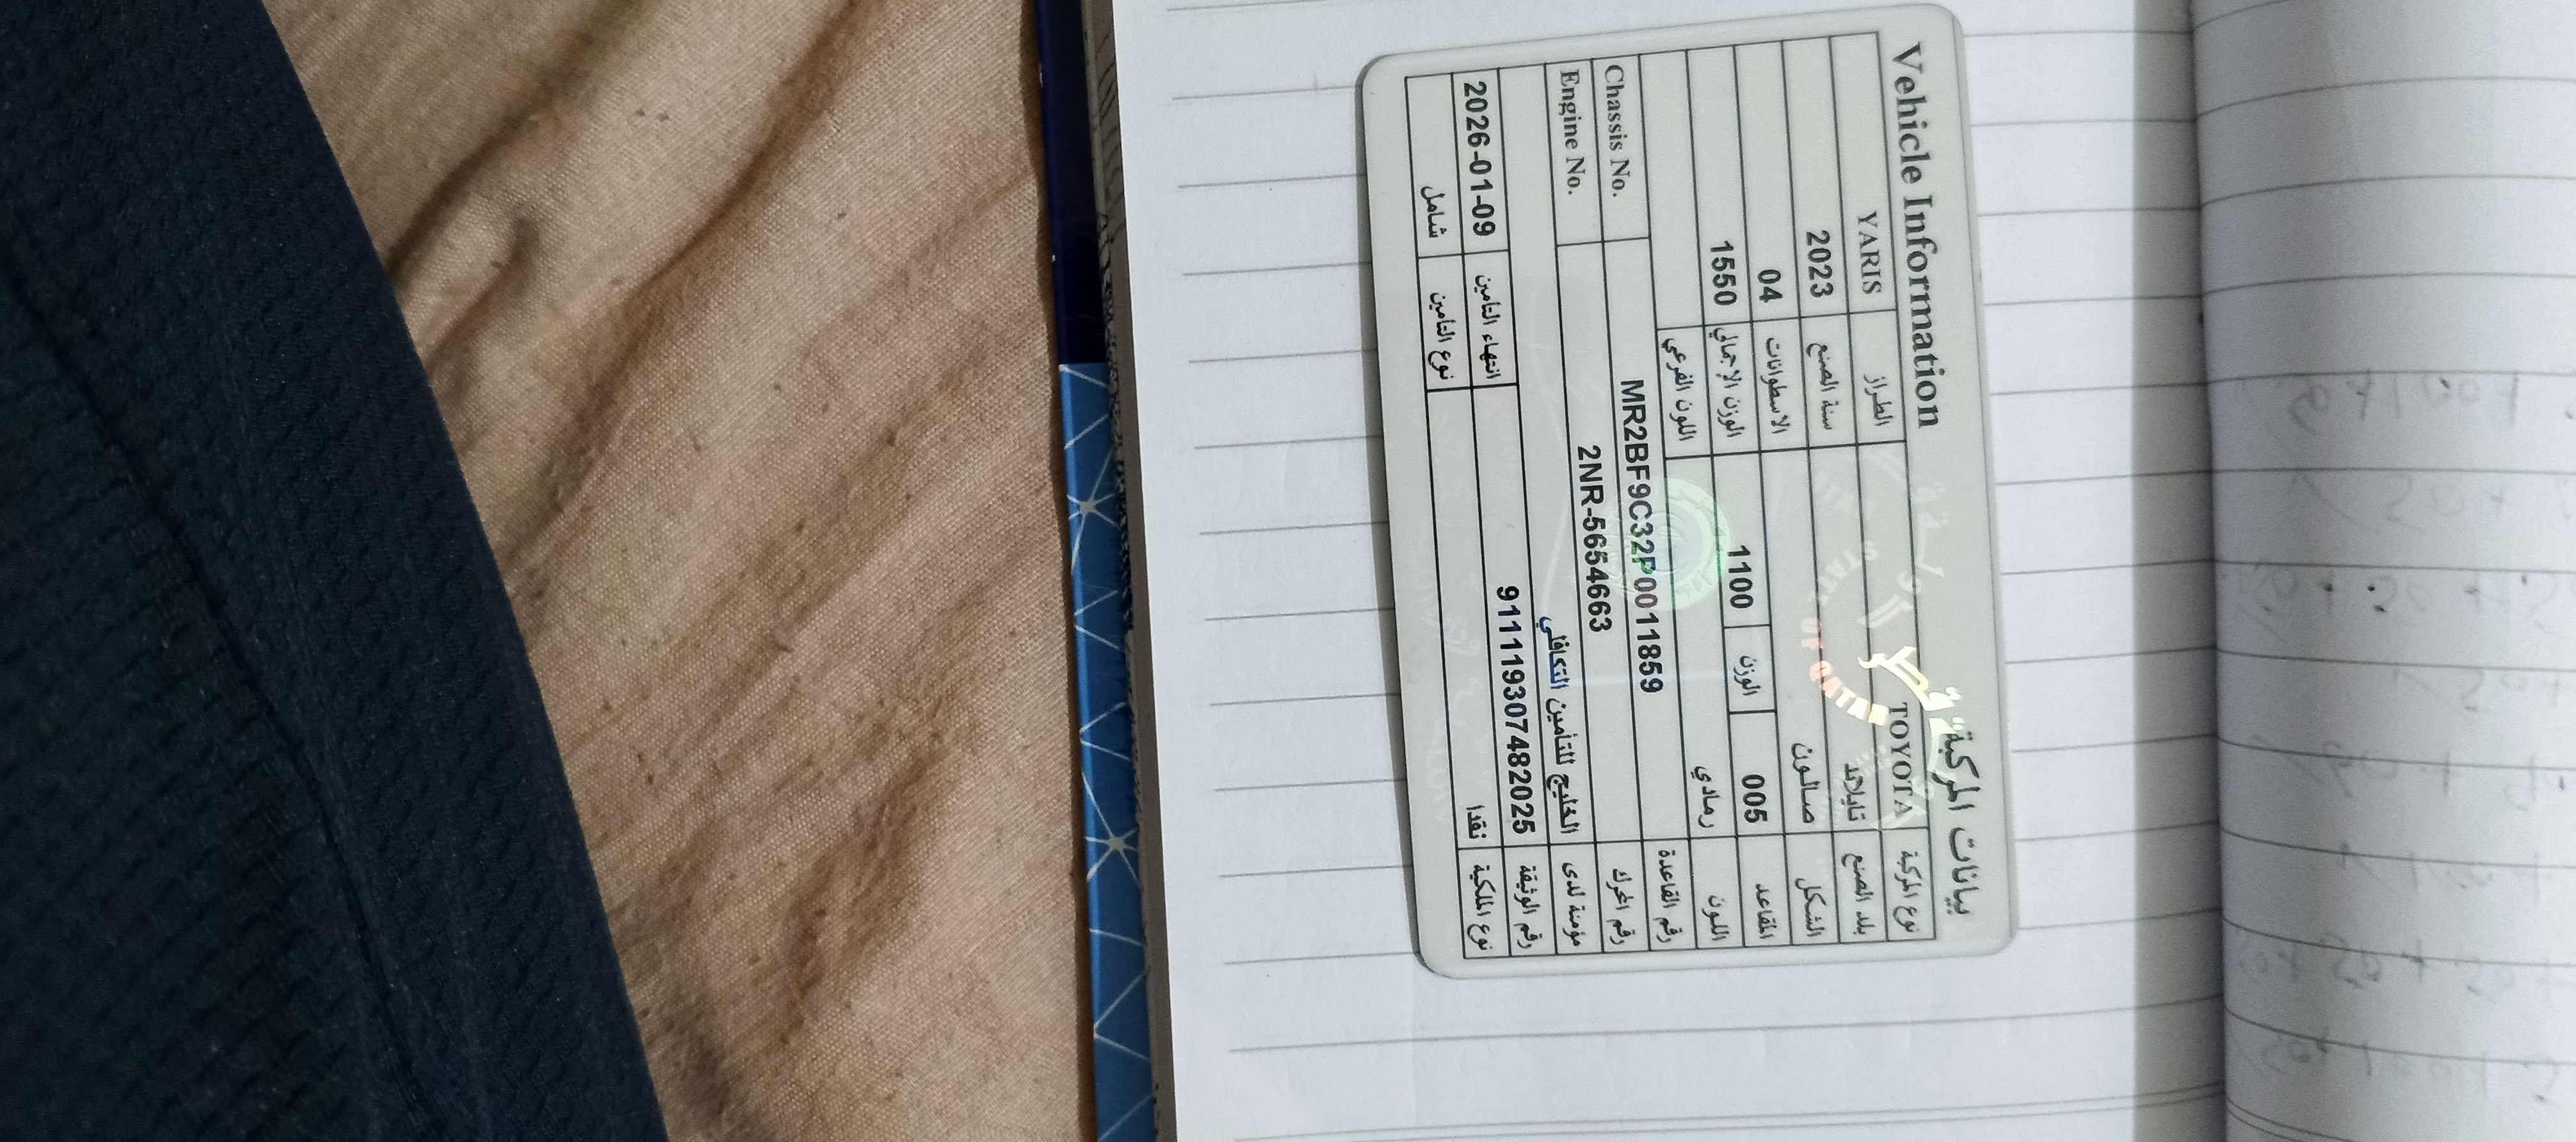 Vehicle Information بيانات المركبة
نوع المركبة TOYOTA الطراز YARIS
بلد الصنع تايلاند سنة الصنع 2023
الشكل صالون الاسطوانات 04
المقاعد 005 الوزن 1100 الوزن الإجمالي 1550
اللون رمادي اللون الفرعي
رقم القاعدة MR2BF9C32P0011859 Chassis No.
رقم المحرك 2NR-5654663 Engine No.
مؤمنة لدى الخليج للتأمين التكافلي
رقم الوثيقة 911119307482025 انتهاء التأمين 2026-01-09
نوع الملكية نقدا نوع التأمين شامل
دولة قطر
STATE OF QATAR